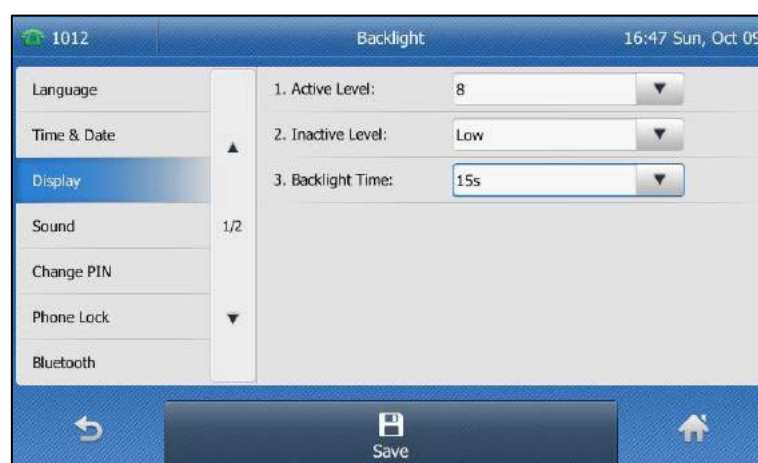 1012 Backlight 16:47 Sun, Oct 09
Language
Time & Date
Display
Sound
Change PIN
Phone Lock
Bluetooth
1/2
1. Active Level: 8
2. Inactive Level: Low
3. Backlight Time: 15s
Save